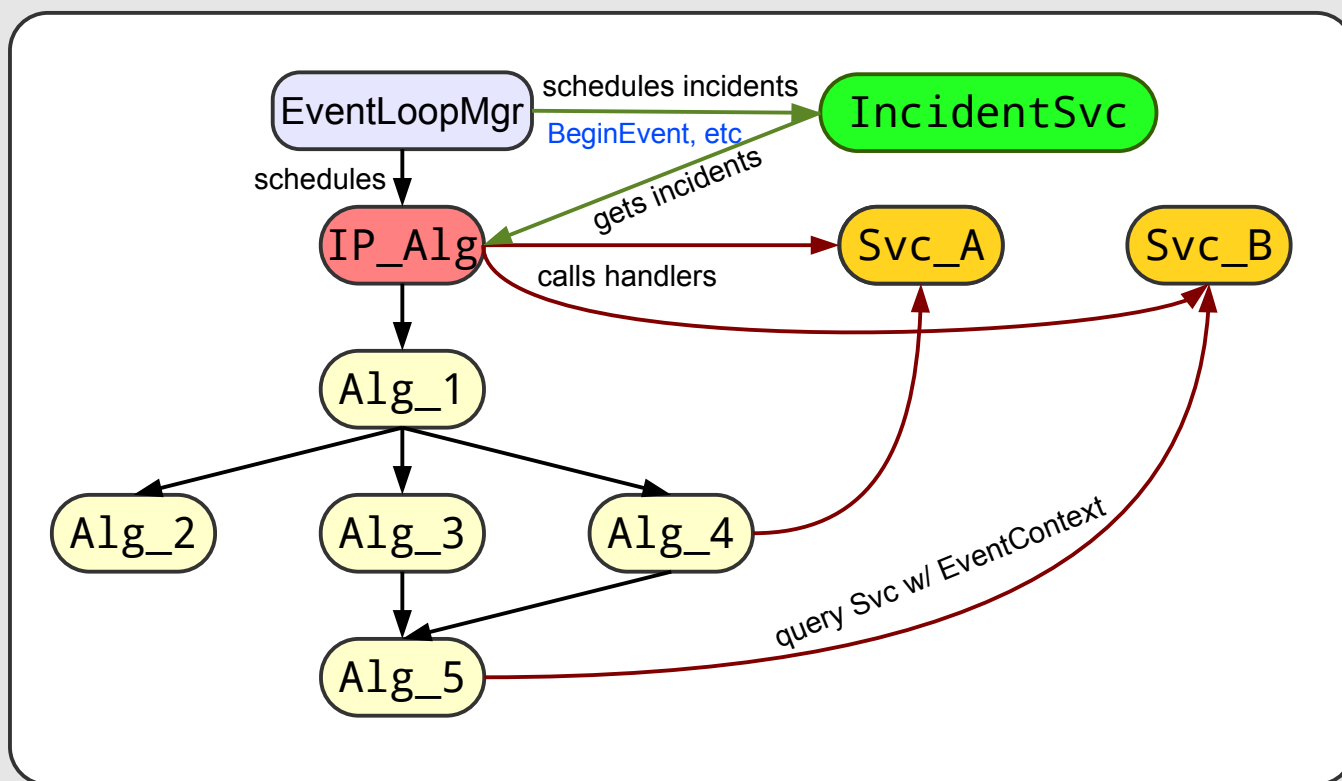 schedules incidents
EventLoopMgr
IncidentSvc
BeginEvent, etc
schedules
gets incidents
IP_Alg
Svc_A
Svc_B
calls handlers
Alg_1
Alg_2
Alg_3
Alg_4
query Svc w/ EventContext
Alg_5